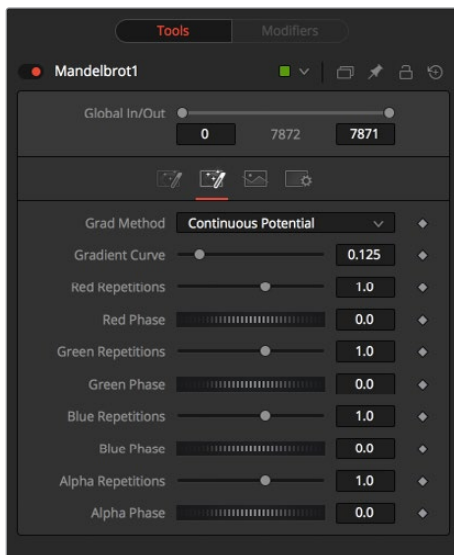 Tools Modifiers
Mandelbrot1
Global In/Out
0 7872 7871
Grad Method Continuous Potential
Gradient Curve 0.125
Red Repetitions 1.0
Red Phase 0.0
Green Repetitions 1.0
Green Phase 0.0
Blue Repetitions 1.0
Blue Phase 0.0
Alpha Repetitions 1.0
Alpha Phase 0.0